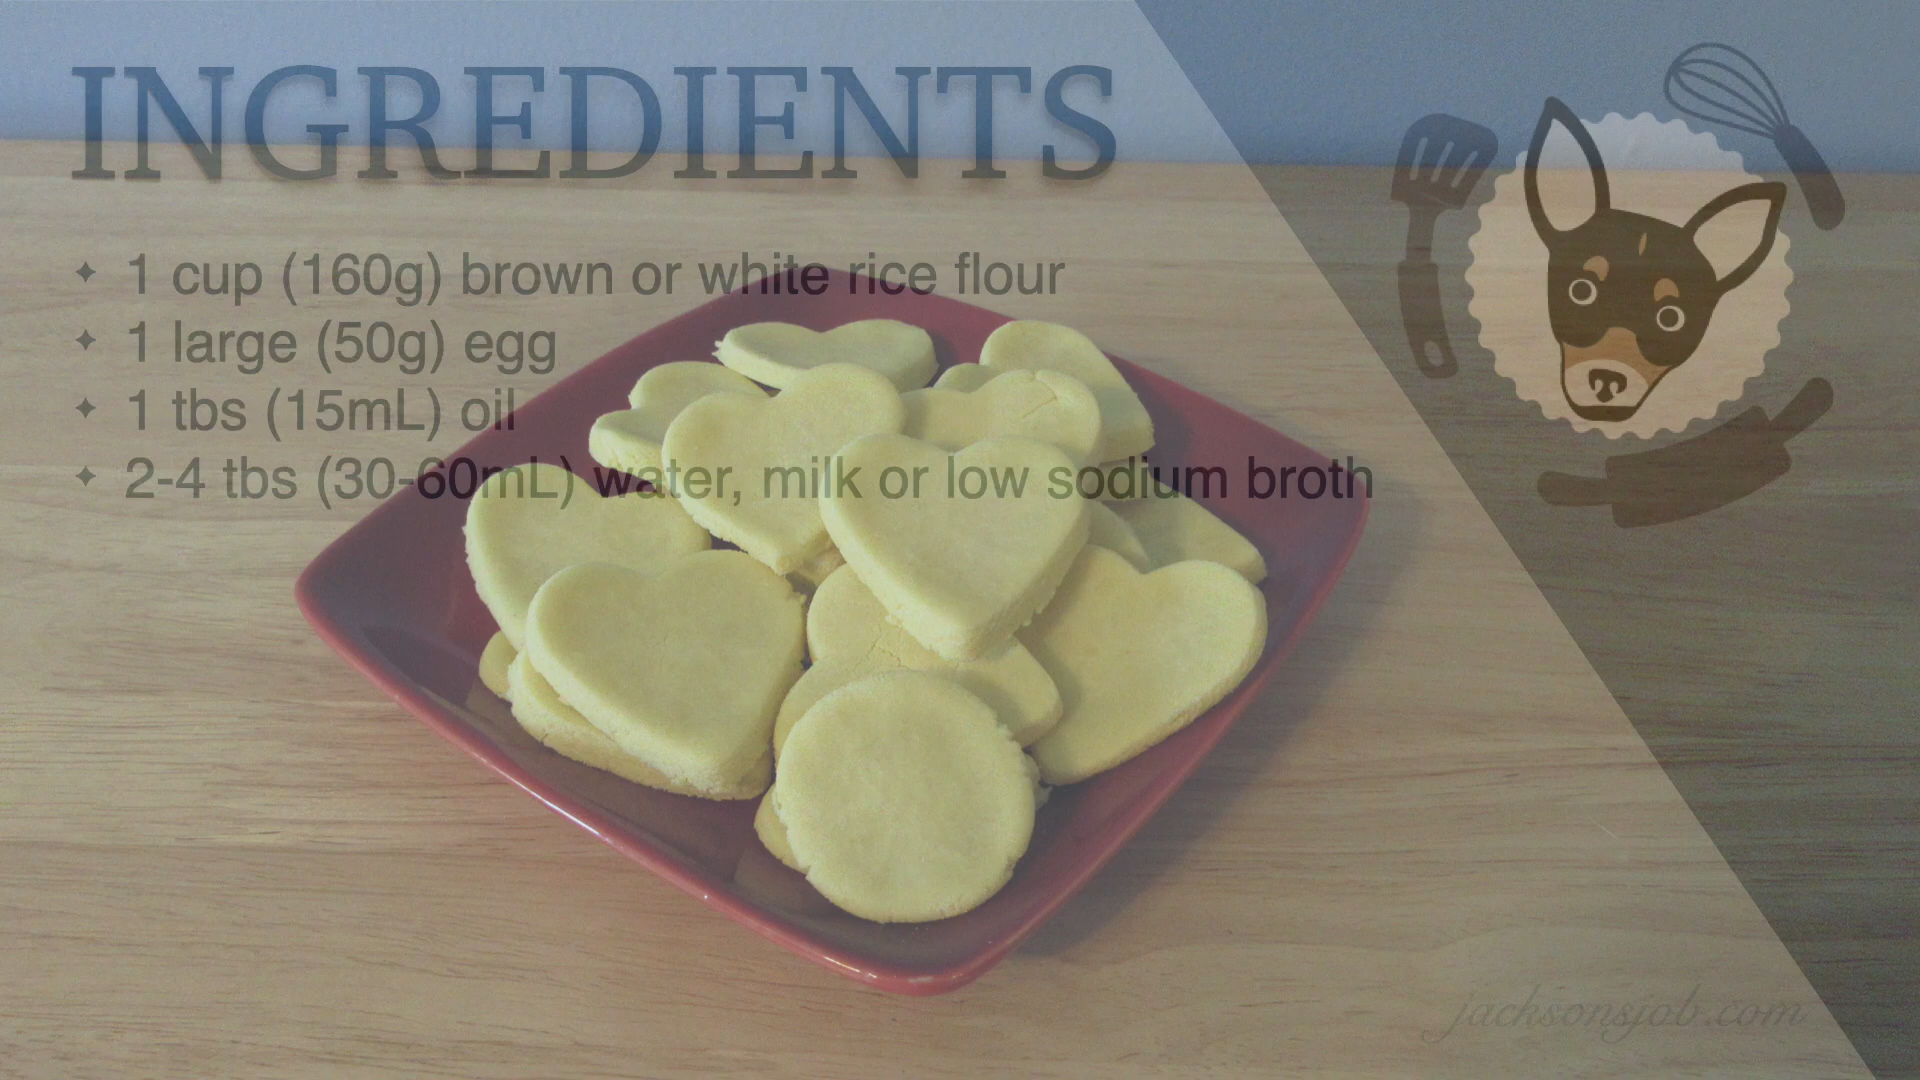 INGREDIENTS
✦ 1 cup (160g) brown or white rice flour
✦ 1 large (50g) egg
✦ 1 tbs (15mL) oil
✦ 2-4 tbs (30-60mL) water, milk or low sodium broth
jacksonsjob.com